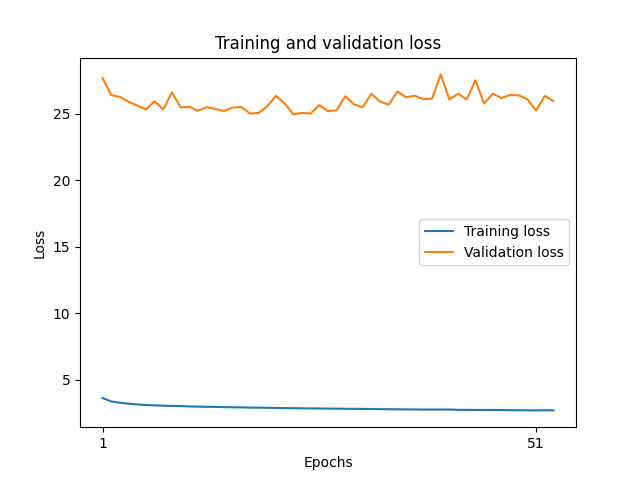 Training and validation loss
25
20
15
10
5
Loss
Training loss
Validation loss
1
51
Epochs